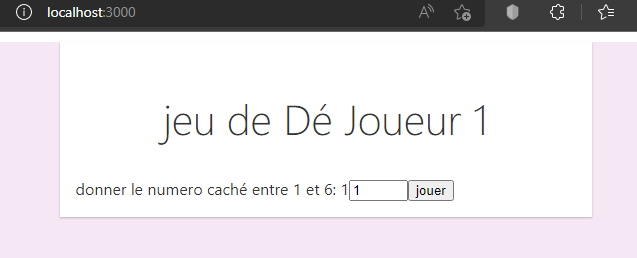 localhost:3000
jeu de Dé Joueur 1
donner le numero caché entre 1 et 6: 1 1 jouer